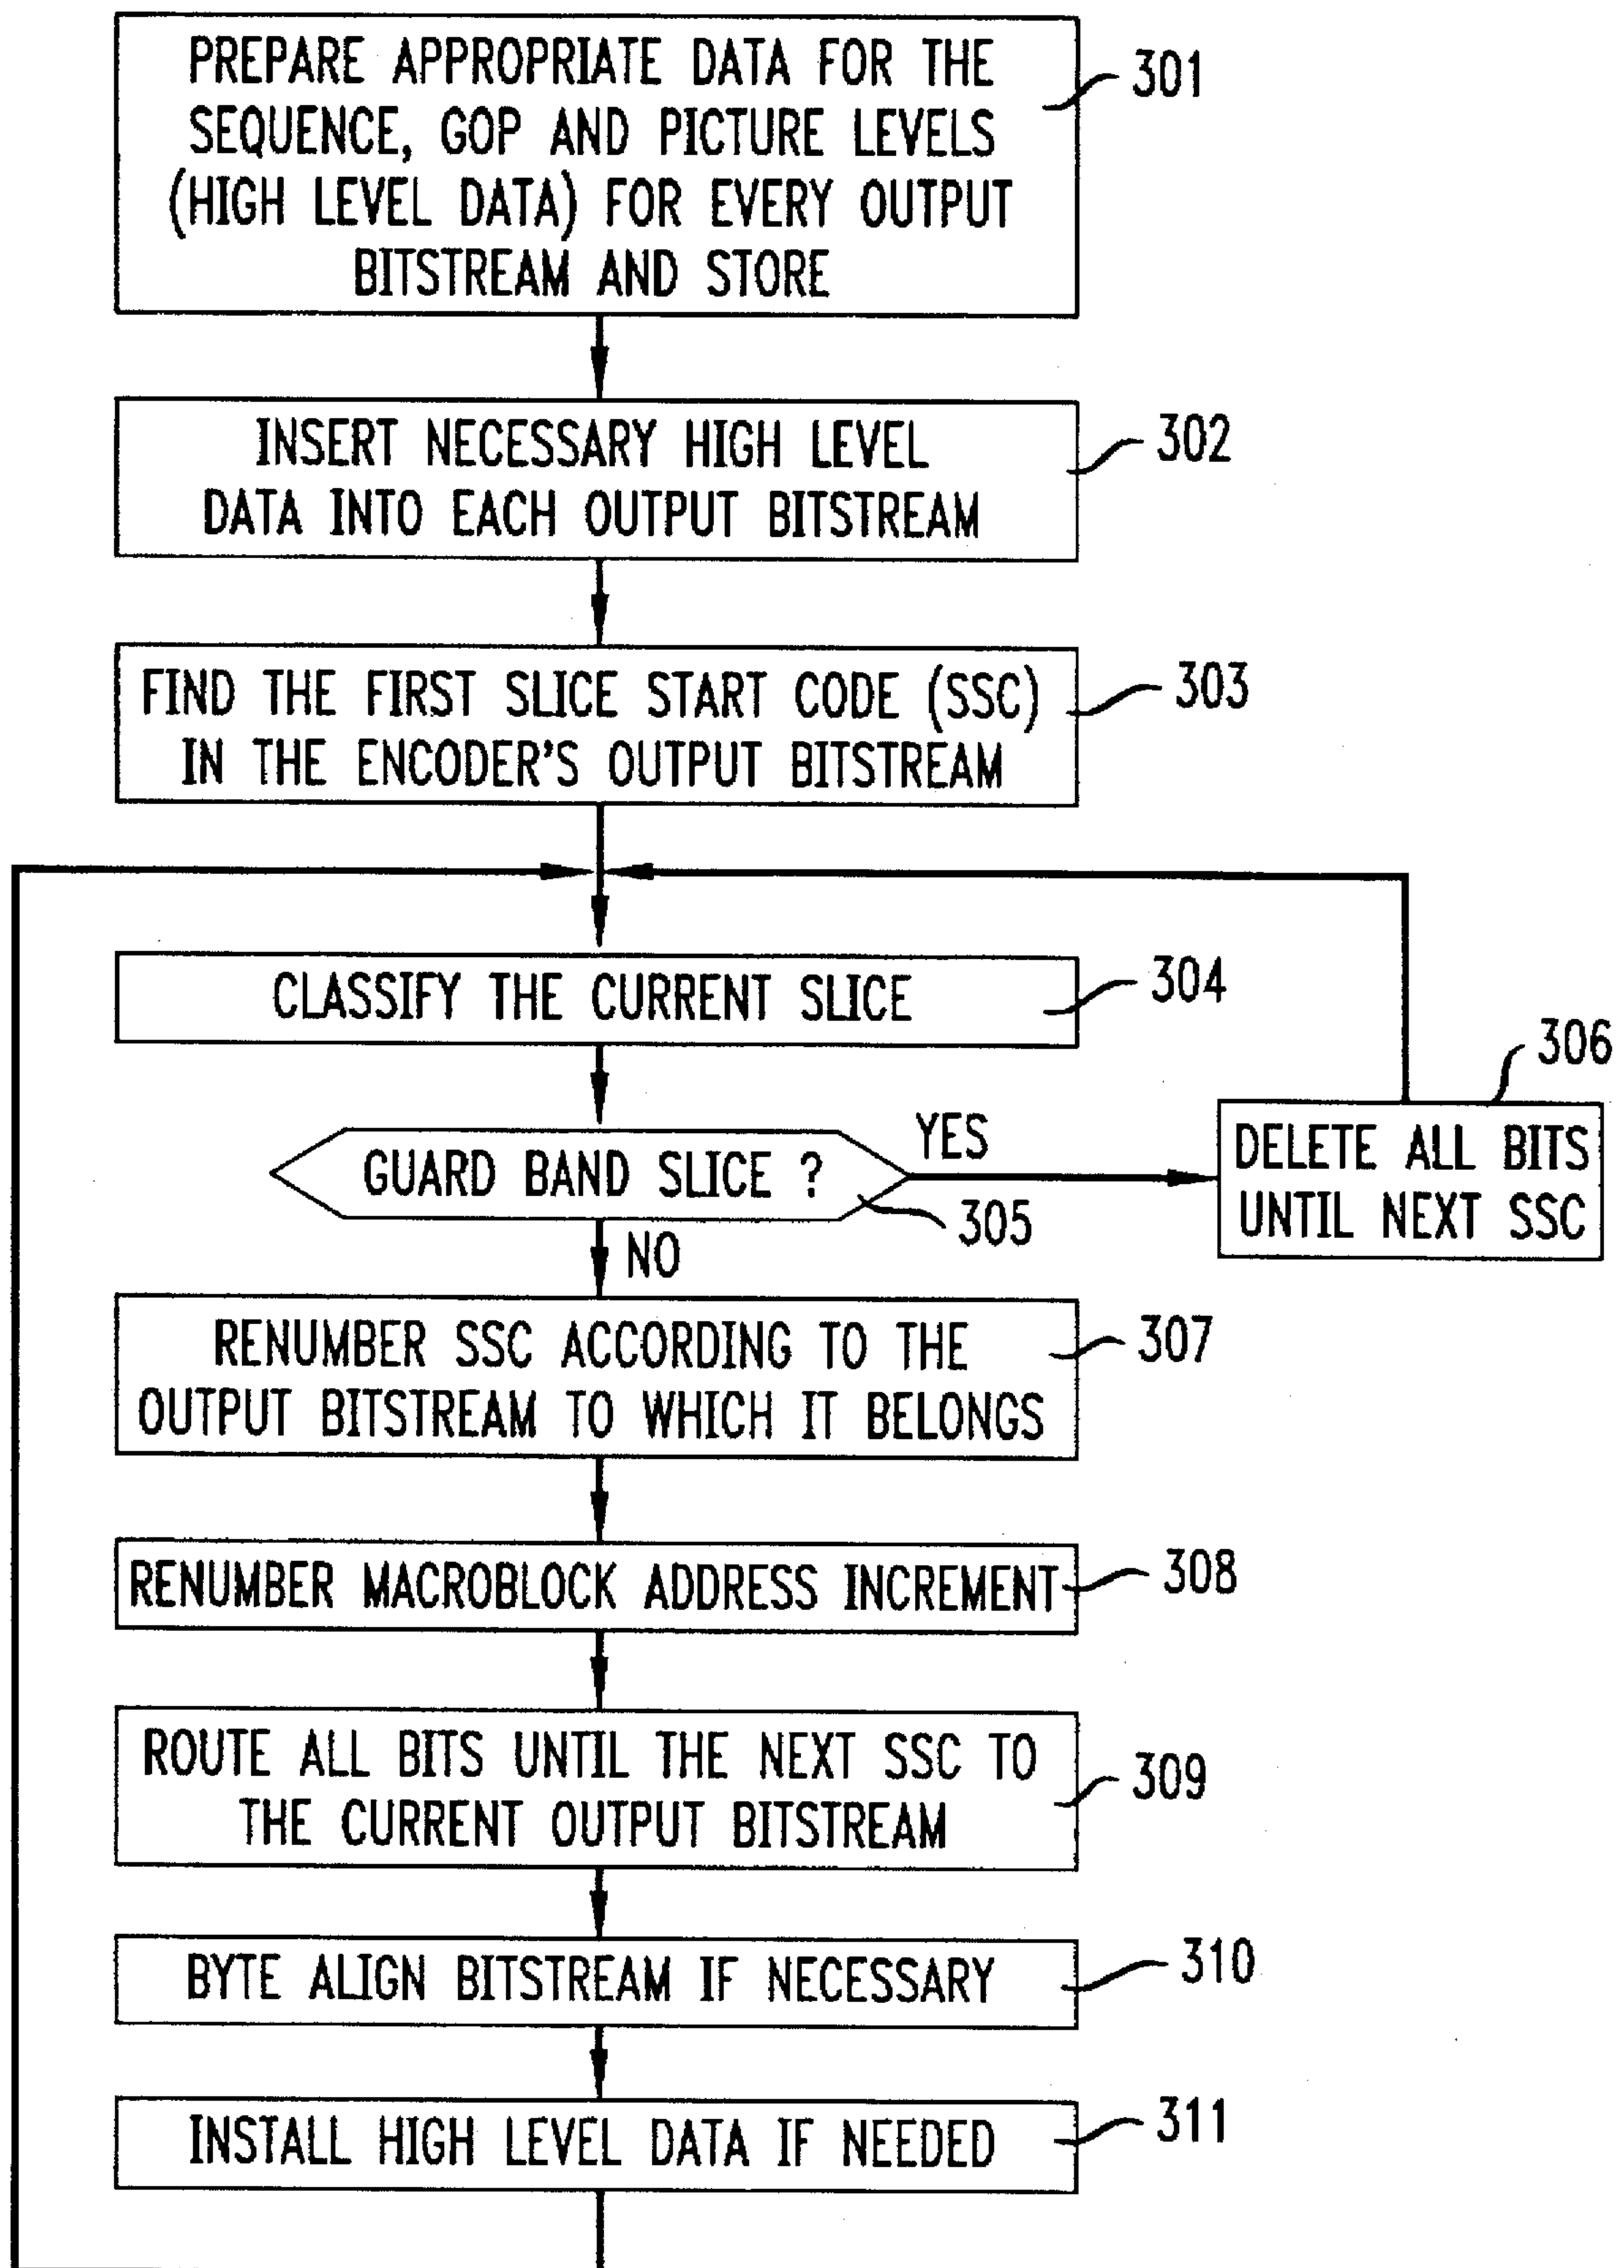 PREPARE APPROPRIATE DATA FOR THE
SEQUENCE, GOP AND PICTURE LEVELS
(HIGH LEVEL DATA) FOR EVERY OUTPUT
BITSTREAM AND STORE
301
INSERT NECESSARY HIGH LEVEL
DATA INTO EACH OUTPUT BITSTREAM
302
FIND THE FIRST SLICE START CODE (SSC)
IN THE ENCODER'S OUTPUT BITSTREAM
303
CLASSIFY THE CURRENT SLICE
304
GUARD BAND SLICE ?
305
YES
NO
DELETE ALL BITS
UNTIL NEXT SSC
306
RENUMBER SSC ACCORDING TO THE
OUTPUT BITSTREAM TO WHICH IT BELONGS
307
RENUMBER MACROBLOCK ADDRESS INCREMENT
308
ROUTE ALL BITS UNTIL THE NEXT SSC TO
THE CURRENT OUTPUT BITSTREAM
309
BYTE ALIGN BITSTREAM IF NECESSARY
310
INSTALL HIGH LEVEL DATA IF NEEDED
311